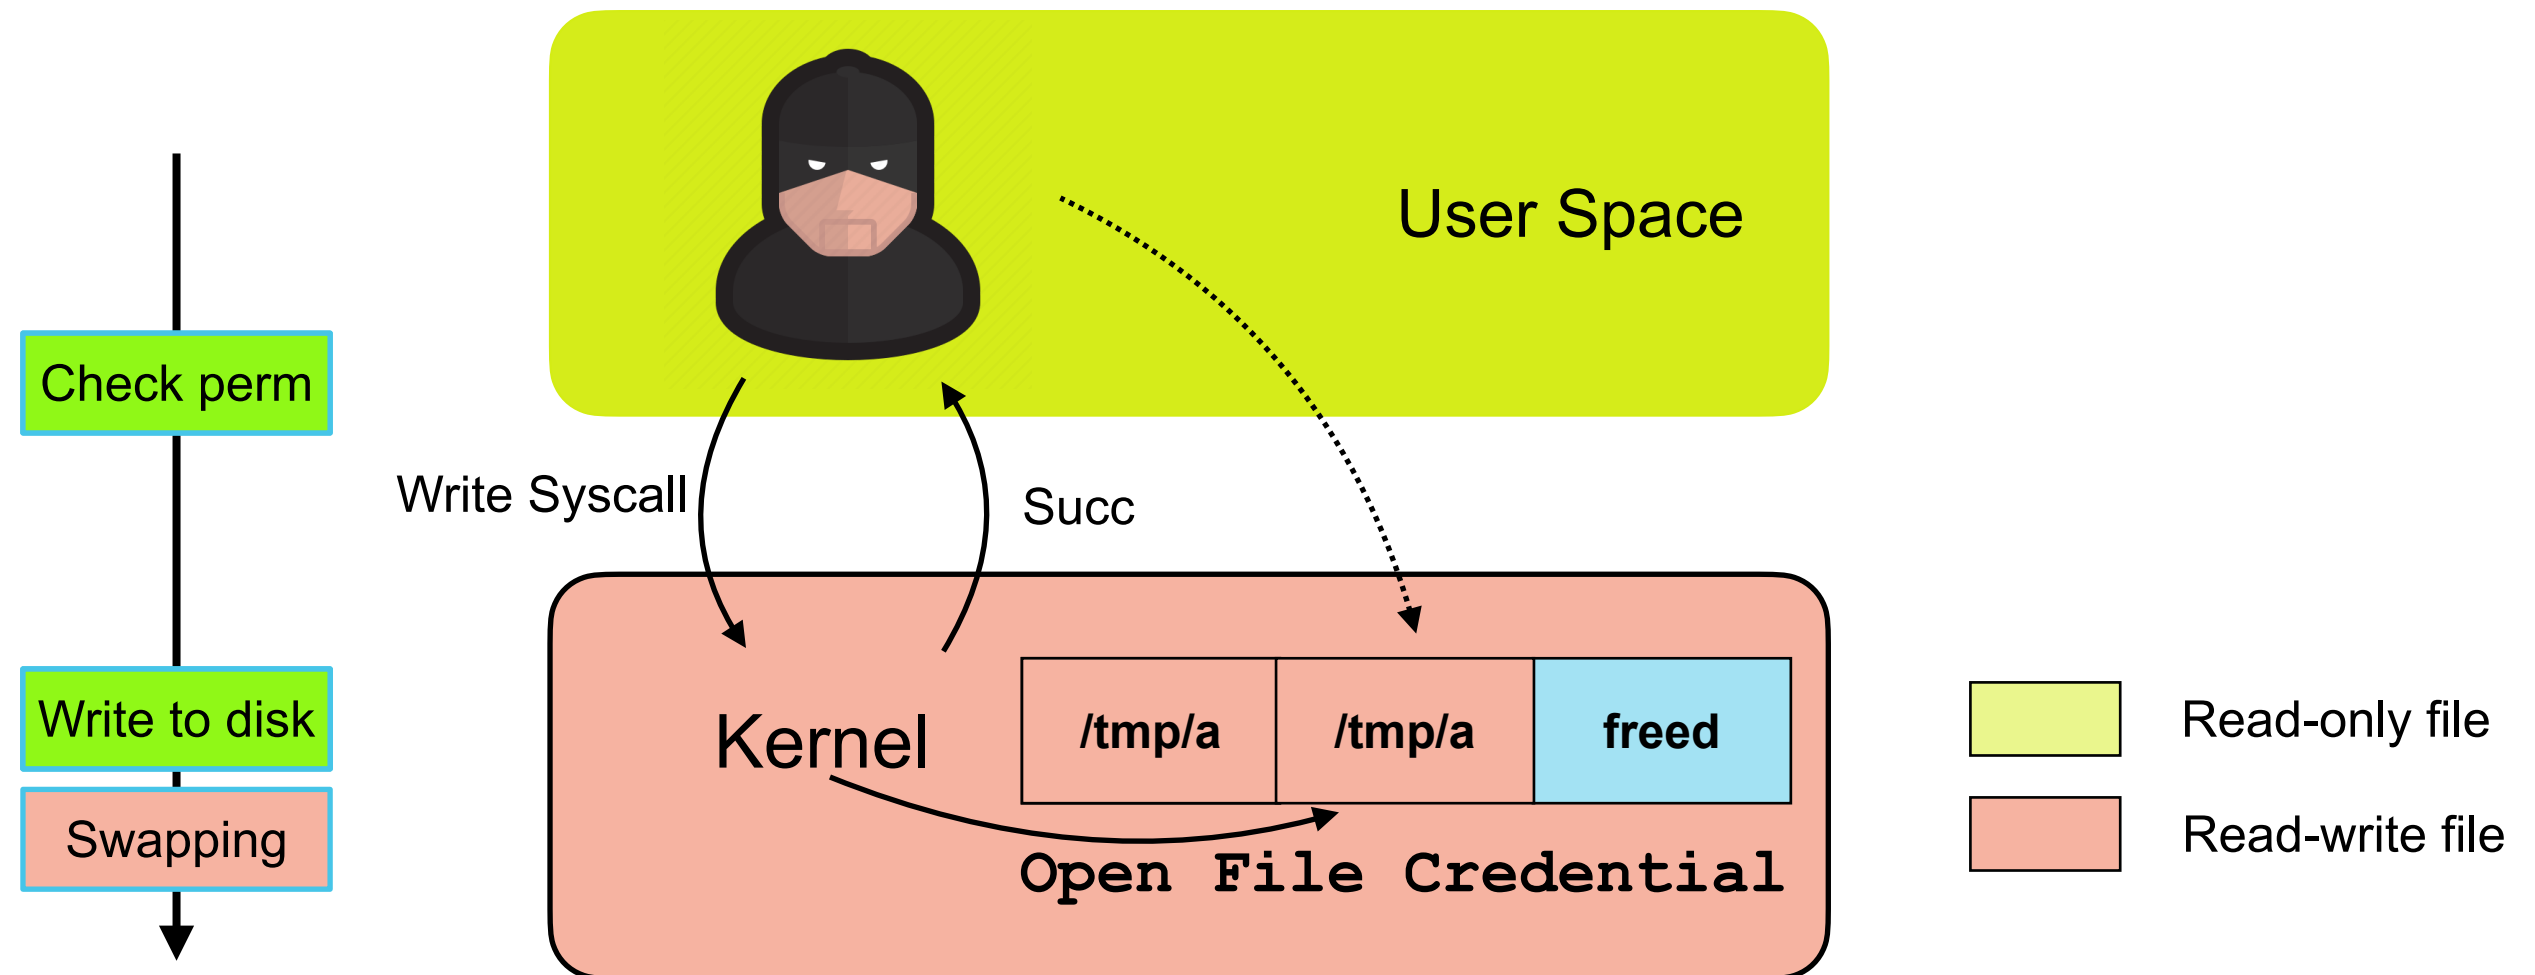 User Space
Check perm
Write Syscall
Succ
Write to disk
Swapping
Kernel
/tmp/a
/tmp/a
freed
Open File Credential
Read-only file
Read-write file